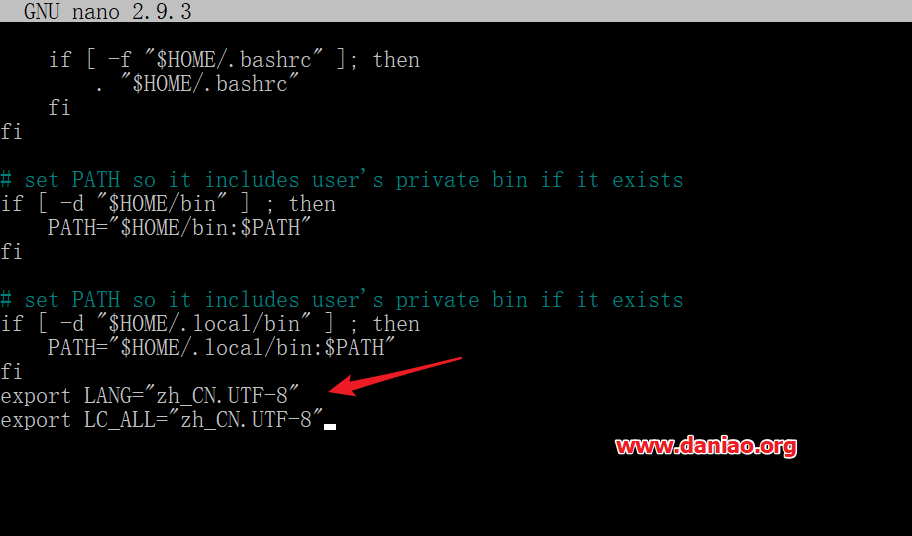 GNU nano 2.9.3
    if [ -f "$HOME/.bashrc" ]; then
        . "$HOME/.bashrc"
    fi
fi
# set PATH so it includes user's private bin if it exists
if [ -d "$HOME/bin" ] ; then
    PATH="$HOME/bin:$PATH"
fi
# set PATH so it includes user's private bin if it exists
if [ -d "$HOME/.local/bin" ] ; then
    PATH="$HOME/.local/bin:$PATH"
fi
export LANG="zh_CN.UTF-8"
export LC_ALL="zh_CN.UTF-8"
www.daniao.org